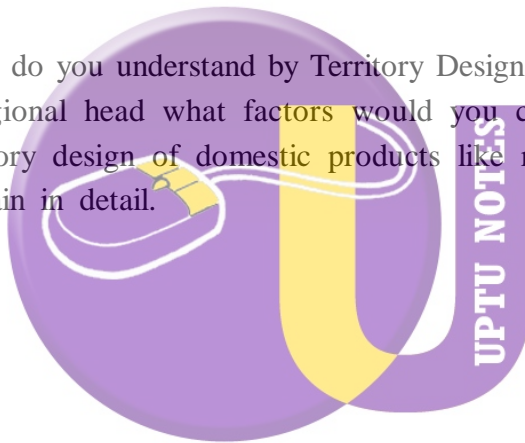 do you understand by Territory Design
gional head what factors would you
ory design of domestic products like
in in detail.
UPTU NOTES